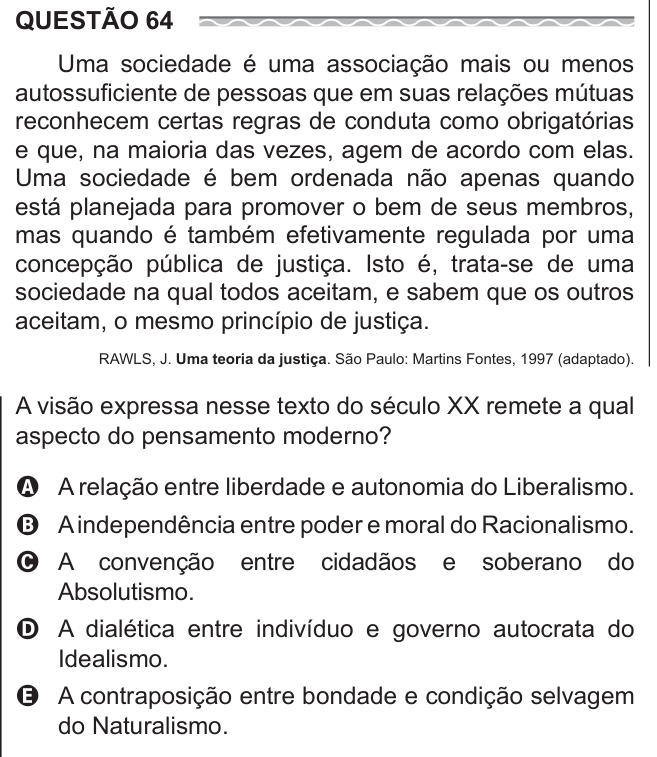 QUESTÃO 64
Uma sociedade é uma associação mais ou menos
autossuficiente de pessoas que em suas relações mútuas
reconhecem certas regras de conduta como obrigatórias
e que, na maioria das vezes, agem de acordo com elas.
Uma sociedade é bem ordenada não apenas quando
está planejada para promover o bem de seus membros,
mas quando é também efetivamente regulada por uma
concepção pública de justiça. Isto é, trata-se de uma
sociedade na qual todos aceitam, e sabem que os outros
aceitam, o mesmo princípio de justiça.
RAWLS, J. Uma teoria da justiça. São Paulo: Martins Fontes, 1997 (adaptado).
A visão expressa nesse texto do século XX remete a qual
aspecto do pensamento moderno?
A A relação entre liberdade e autonomia do Liberalismo.
B A independência entre poder e moral do Racionalismo.
C A convenção entre cidadãos e soberano do
Absolutismo.
D A dialética entre indivíduo e governo autocrata do
Idealismo.
E A contraposição entre bondade e condição selvagem
do Naturalismo.